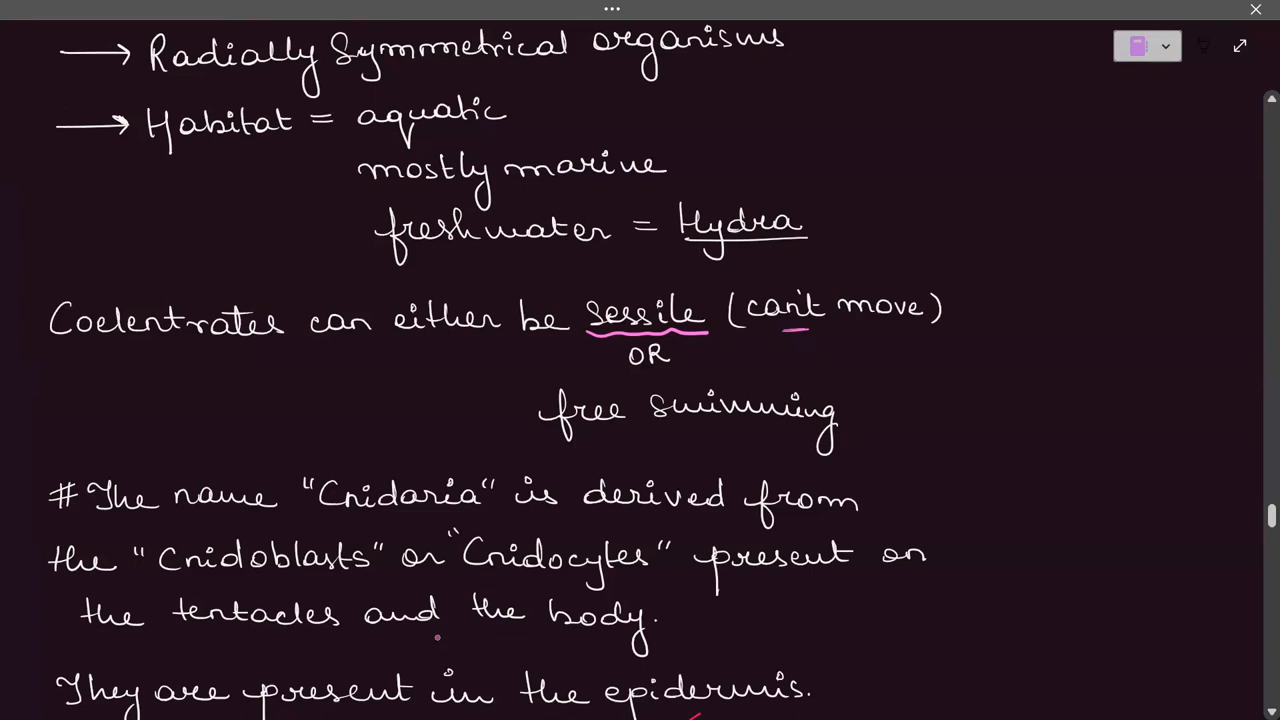 → Radially Symmetrical organisms
→ Habitat = aquatic
mostly marine
freshwater = Hydra
Coelentrates can either be sessile (can't move)
OR
free swimming
# The name "Cnidaria" is derived from
the "Cnidoblasts" or "Cnidocytes" present on
the tentacles and the body.
They are present in the epidermis.